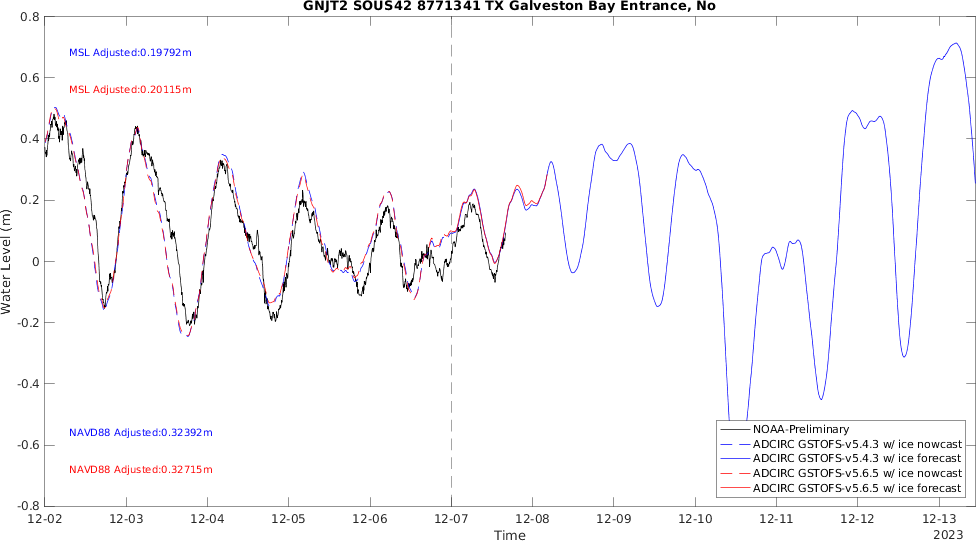 GNJT2 SOUS42 8771341 TX Galveston Bay Entrance, No
0.8
0.6
0.4
0.2
0
-0.2
-0.4
-0.6
-0.8
Water Level (m)
MSL Adjusted:0.19792m
MSL Adjusted:0.20115m
NAVD88 Adjusted:0.32392m
NAVD88 Adjusted:0.32715m
NOAA-Preliminary
ADCIRC GSTOFS-v5.4.3 w/ ice nowcast
ADCIRC GSTOFS-v5.4.3 w/ ice forecast
ADCIRC GSTOFS-v5.6.5 w/ ice nowcast
ADCIRC GSTOFS-v5.6.5 w/ ice forecast
12-02 12-03 12-04 12-05 12-06 12-07 12-08 12-09 12-10 12-11 12-12 12-13
Time
2023